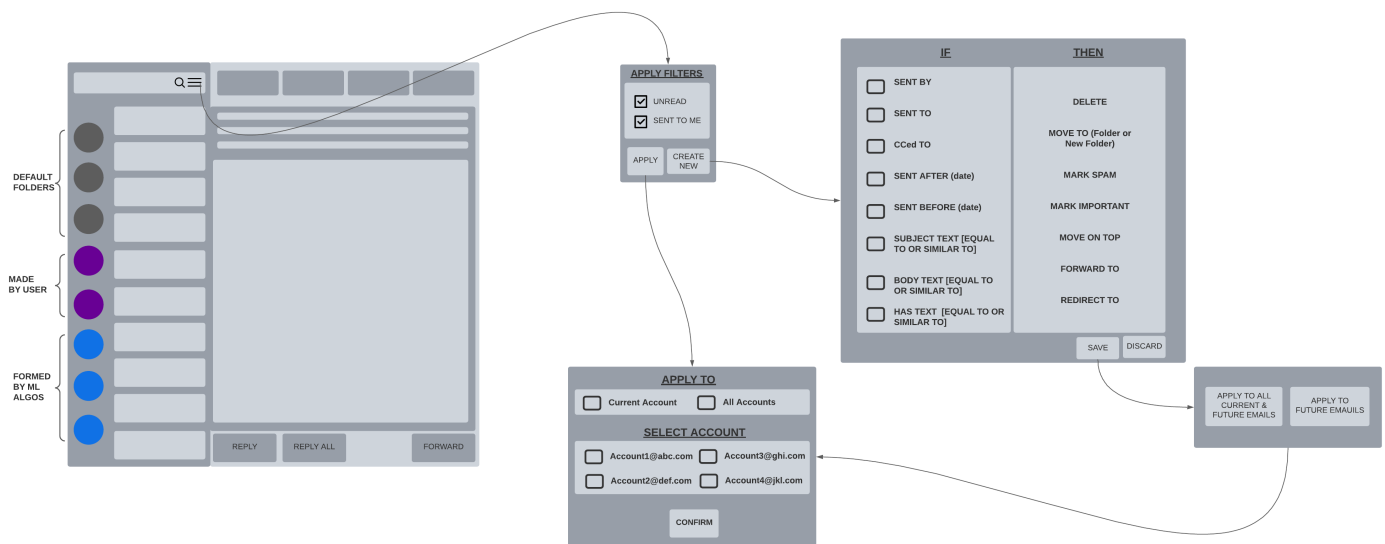 DEFAULT
FOLDERS
MADE
BY USER
FORMED
BY ML
ALGOS
REPLY
REPLY ALL
FORWARD
APPLY FILTERS
UNREAD
SENT TO ME
APPLY
CREATE
NEW
IF
SENT BY
SENT TO
CCed TO
SENT AFTER (date)
SENT BEFORE (date)
SUBJECT TEXT [EQUAL
TO OR SIMILAR TO]
BODY TEXT [EQUAL TO
OR SIMILAR TO]
HAS TEXT [EQUAL TO OR
SIMILAR TO]
THEN
DELETE
MOVE TO (Folder or
New Folder)
MARK SPAM
MARK IMPORTANT
MOVE ON TOP
FORWARD TO
REDIRECT TO
SAVE
DISCARD
APPLY TO ALL
CURRENT &
FUTURE EMAILS
APPLY TO
FUTURE EMAUILS
APPLY TO
Current Account
All Accounts
SELECT ACCOUNT
Account1@abc.com
Account3@ghi.com
Account2@def.com
Account4@jkl.com
CONFIRM